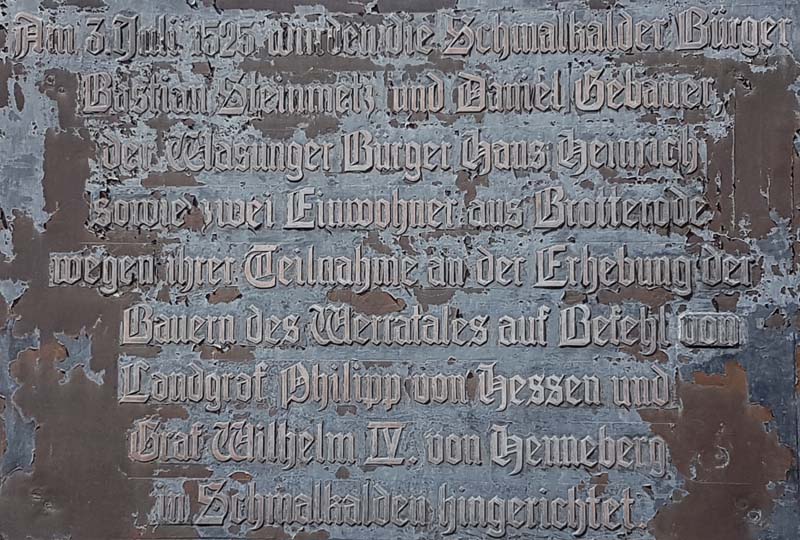 Am 3. Juli 1525 wurden die Schmalkalder Bürger
Bastian Steinmetz und Daniel Gebauer,
der Wasunger Bürger Hans Heinrich
sowie zwei Einwohner aus Brotterode
wegen ihrer Teilnahme an der Erhebung der
Bauern des Werratales auf Befehl von
Landgraf Philipp von Hessen und
Graf Wilhelm IV. von Henneberg
in Schmalkalden hingerichtet.